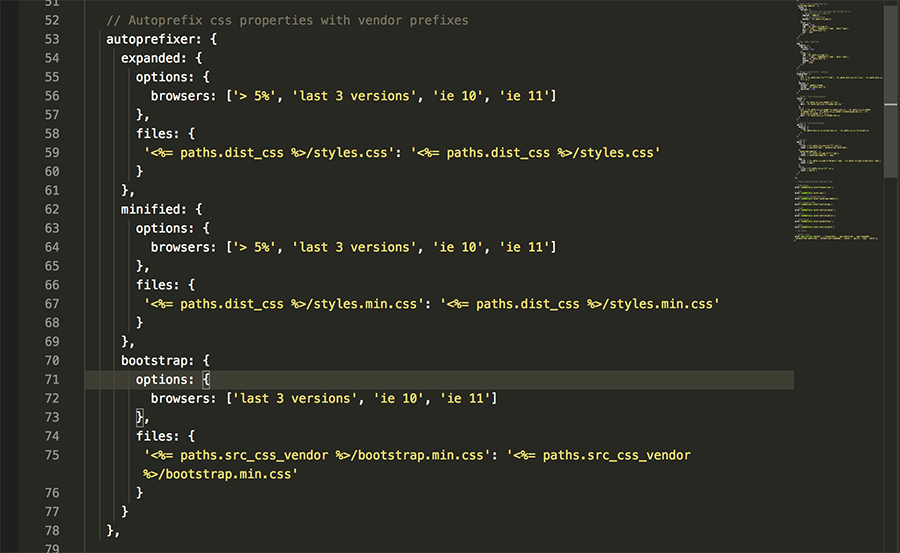 51
52 // Autoprefix css properties with vendor prefixes
53 autoprefixer: {
54 expanded: {
55 options: {
56 browsers: ['> 5%', 'last 3 versions', 'ie 10', 'ie 11']
57 },
58 files: {
59 '<%= paths.dist_css %>/styles.css': '<%= paths.dist_css %>/styles.css'
60 }
61 },
62 minified: {
63 options: {
64 browsers: ['> 5%', 'last 3 versions', 'ie 10', 'ie 11']
65 },
66 files: {
67 '<%= paths.dist_css %>/styles.min.css': '<%= paths.dist_css %>/styles.min.css'
68 }
69 },
70 bootstrap: {
71 options: {
72 browsers: ['last 3 versions', 'ie 10', 'ie 11']
73 },
74 files: {
75 '<%= paths.src_css_vendor %>/bootstrap.min.css': '<%= paths.src_css_vendor
%>/bootstrap.min.css'
76 }
77 }
78 },
79